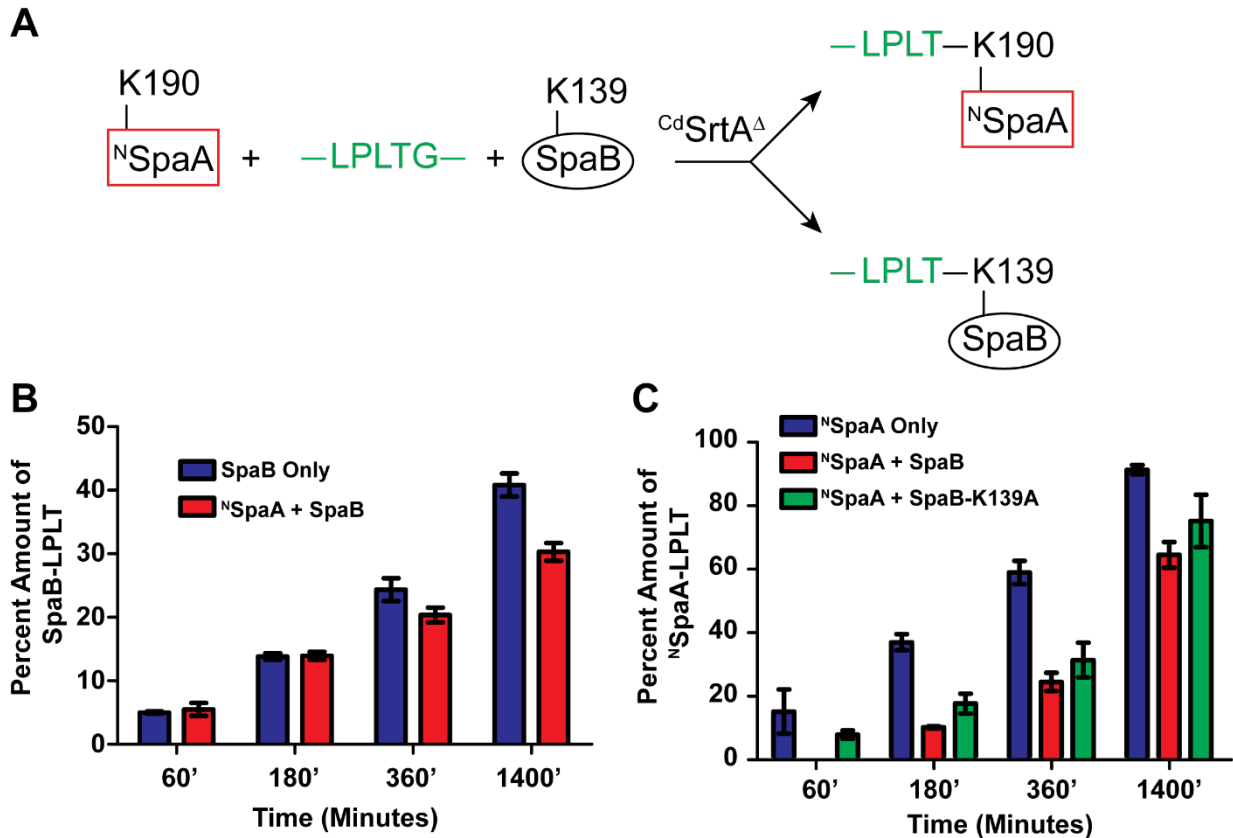 A
K190
ᴺSpaA + —LPLTG— + SpaB
K139
CdSrtAΔ
—LPLT—K190
ᴺSpaA
—LPLT—K139
SpaB
B
Percent Amount of
SpaB-LPLT
50
40
30
20
10
0
SpaB Only
ᴺSpaA + SpaB
60’ 180’ 360’ 1400’
Time (Minutes)
C
Percent Amount of
ᴺSpaA-LPLT
100
80
60
40
20
0
ᴺSpaA Only
ᴺSpaA + SpaB
ᴺSpaA + SpaB-K139A
60’ 180’ 360’ 1400’
Time (Minutes)